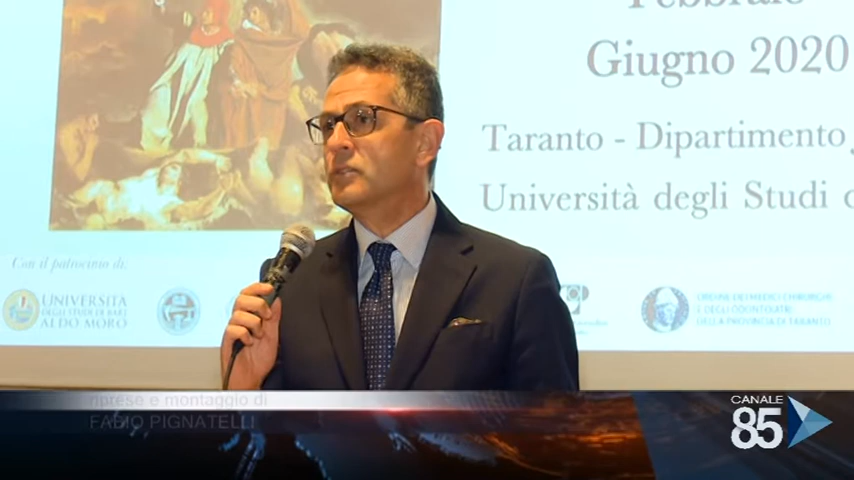 Febbraio
Giugno 2020
Taranto - Dipartimento J
Università degli Studi d
Con il patrocinio di:
UNIVERSITÀ
DEGLI STUDI DI BARI
ALDO MORO
ORDINE DEI MEDICI CHIRURGHI
E DEGLI ODONTOIATRI
DELLA PROVINCIA DI TARANTO
riprese e montaggio di
FABIO PIGNATELLI
CANALE
85